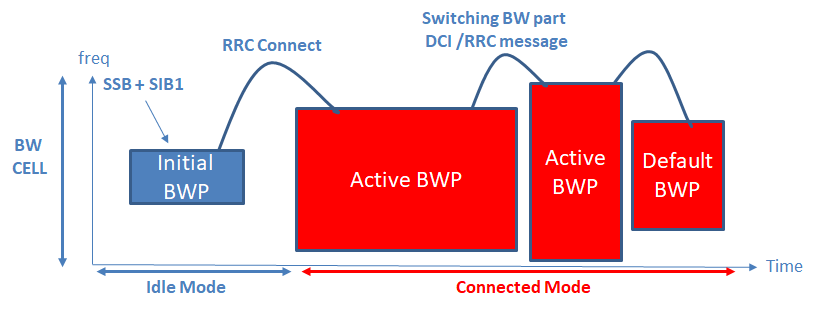 Switching BW part
DCI /RRC message
RRC Connect
freq
SSB + SIB1
BW
CELL
Initial
BWP
Active BWP
Active
BWP
Default
BWP
Time
Idle Mode
Connected Mode